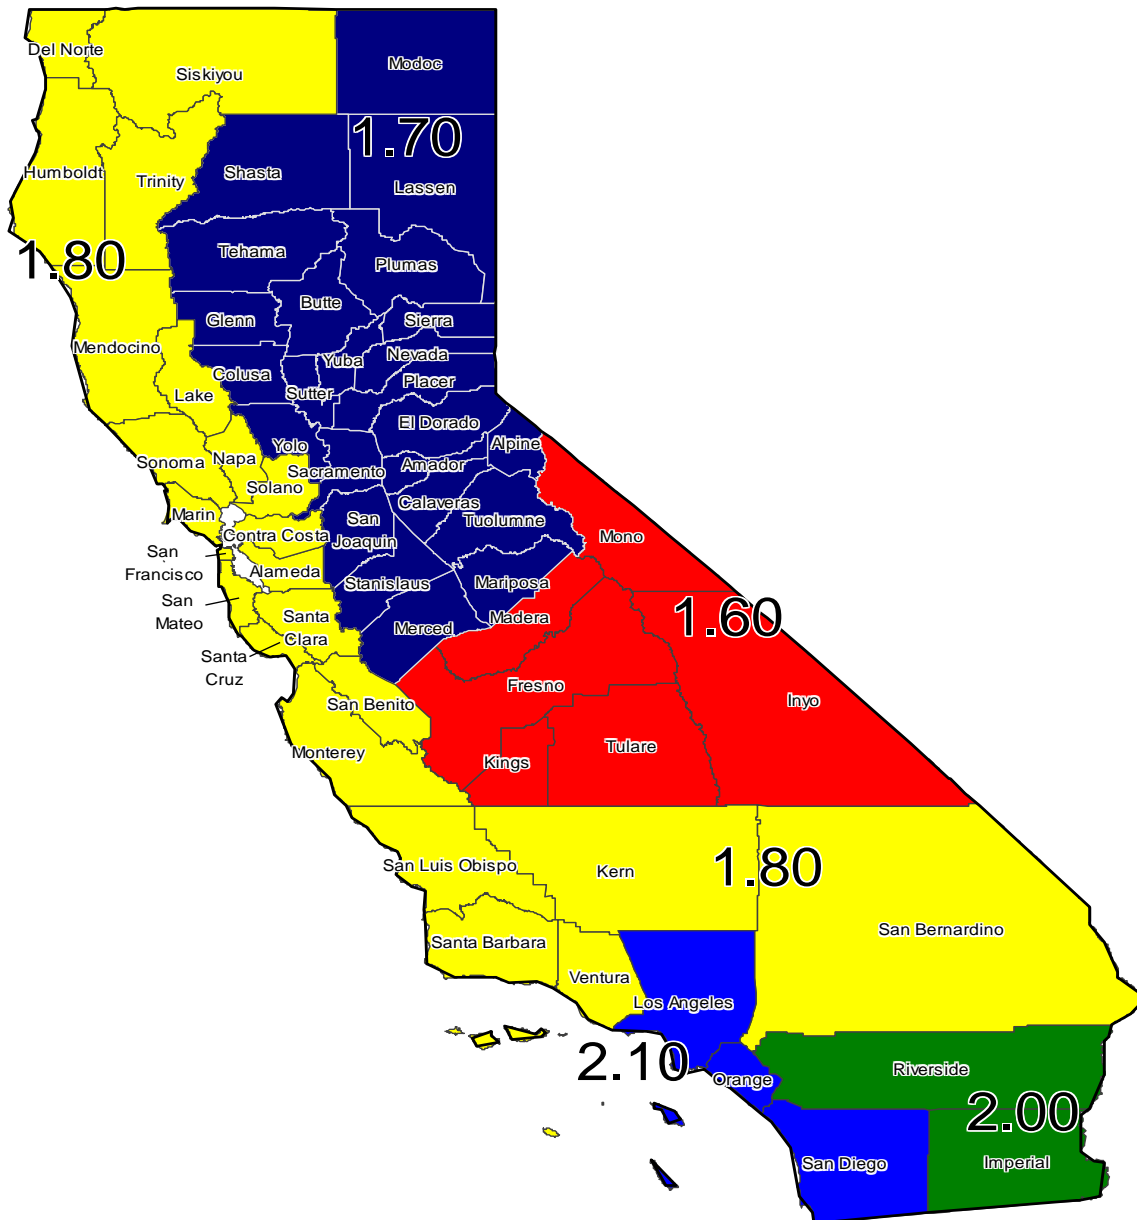 Del Norte
Siskiyou
Modoc
1.70
Shasta
Lassen
Humboldt
Trinity
1.80
Tehama
Plumas
Butte
Glenn
Sierra
Mendocino
Yuba
Nevada
Colusa
Placer
Lake
Sutter
El Dorado
Yolo
Alpine
Sonoma
Napa
Sacramento
Amador
Solano
Calaveras
Marin
San
Joaquin
Tuolumne
Contra Costa
Mono
San
Francisco
Alameda
Stanislaus
Mariposa
San
Mateo
Santa
Clara
Merced
Madera
1.60
Santa
Cruz
Fresno
Inyo
San Benito
Monterey
Kings
Tulare
San Luis Obispo
Kern
1.80
San Bernardino
Santa Barbara
Ventura
Los Angeles
2.10
Orange
Riverside
2.00
San Diego
Imperial